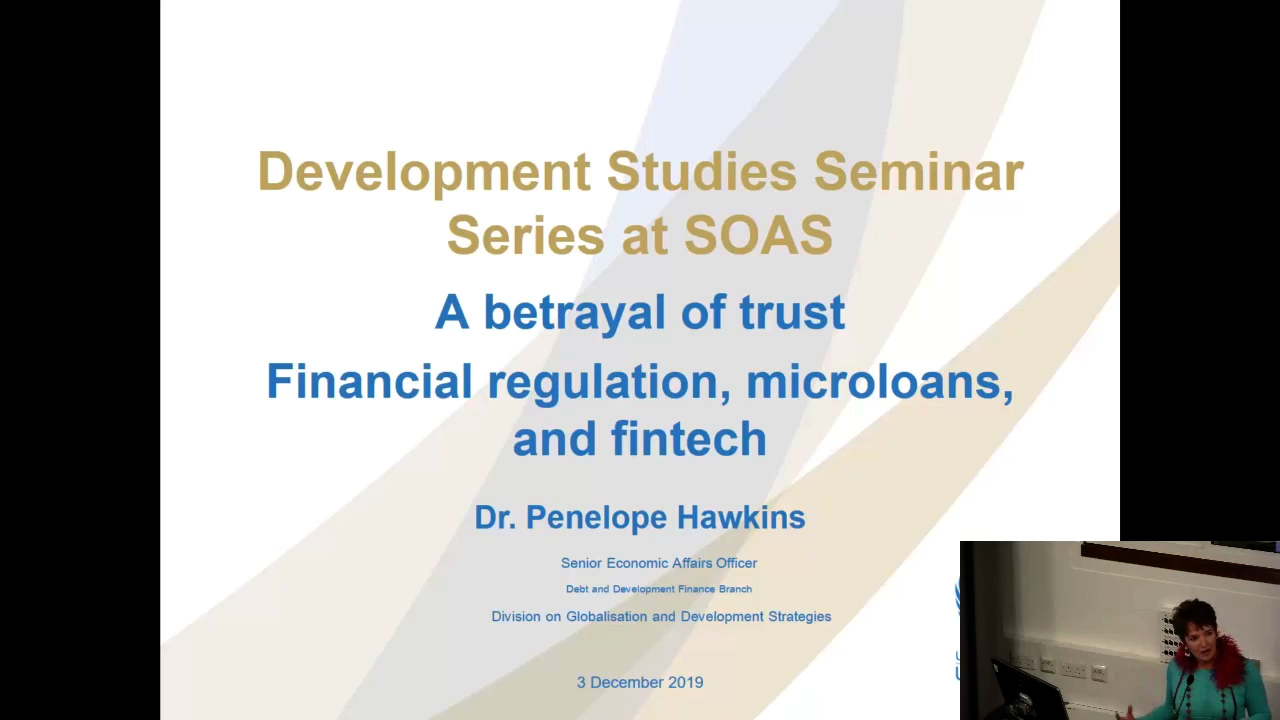 Development Studies Seminar
Series at SOAS
A betrayal of trust
Financial regulation, microloans,
and fintech
Dr. Penelope Hawkins
Senior Economic Affairs Officer
Debt and Development Finance Branch
Division on Globalisation and Development Strategies
3 December 2019